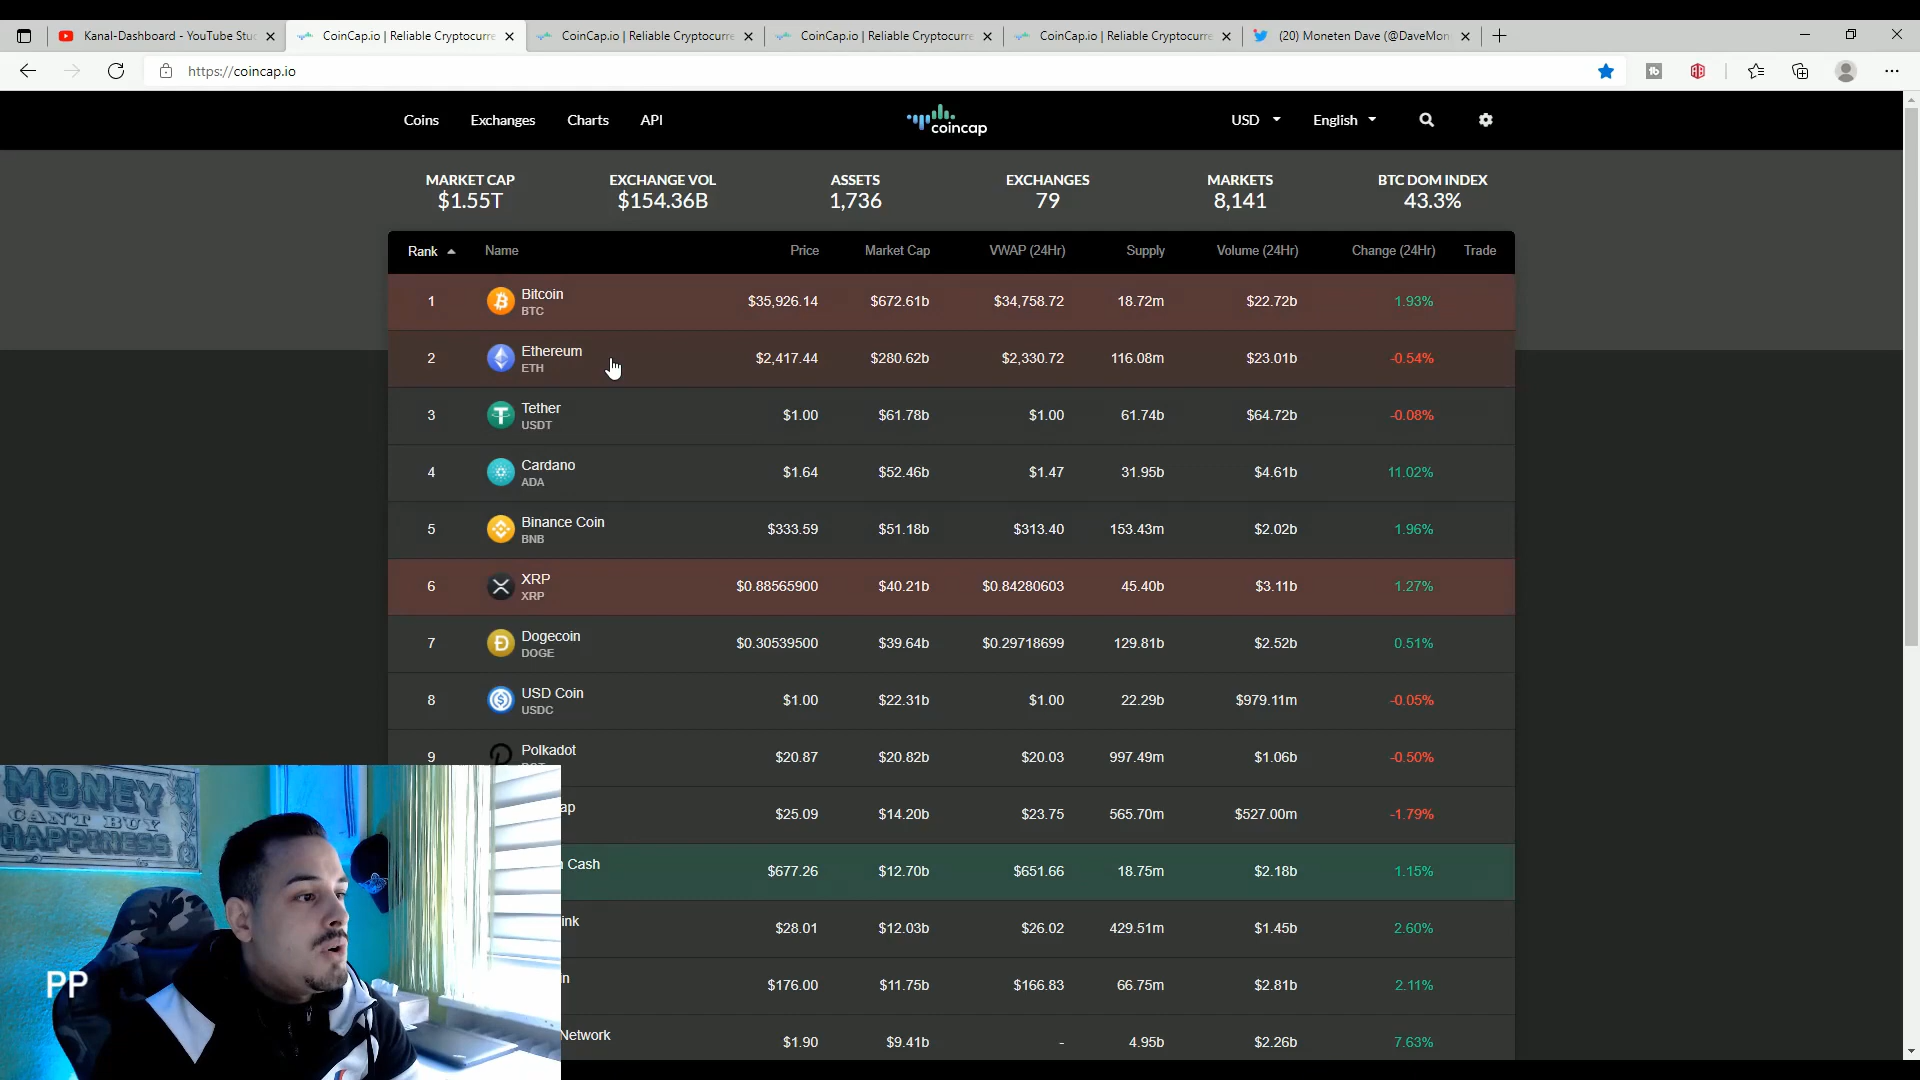 Kanal-Dashboard - YouTube Stu
CoinCap.io | Reliable Cryptocurre
CoinCap.io | Reliable Cryptocurre
CoinCap.io | Reliable Cryptocurre
CoinCap.io | Reliable Cryptocurre
(20) Moneten Dave (@DaveMon
https://coincap.io
Coins Exchanges Charts API
coincap
USD English
MARKET CAP EXCHANGE VOL ASSETS EXCHANGES MARKETS BTC DOM INDEX
$1.55T $154.36B 1,736 79 8,141 43.3%
Rank Name Price Market Cap VWAP (24Hr) Supply Volume (24Hr) Change (24Hr) Trade
1 Bitcoin $35,926.14 $672.61b $34,758.72 18.72m $22.72b 1.93%
BTC
2 Ethereum $2,417.44 $280.62b $2,330.72 116.08m $23.01b -0.54%
ETH
3 Tether $1.00 $61.78b $1.00 61.74b $64.72b -0.08%
USDT
4 Cardano $1.64 $52.46b $1.47 31.95b $4.61b 11.02%
ADA
5 Binance Coin $333.59 $51.18b $313.40 153.43m $2.02b 1.96%
BNB
6 XRP $0.88565900 $40.21b $0.84280603 45.40b $3.11b 1.27%
XRP
7 Dogecoin $0.30539500 $39.64b $0.29718699 129.81b $2.52b 0.51%
DOGE
8 USD Coin $1.00 $22.31b $1.00 22.29b $979.11m -0.05%
USDC
9 Polkadot $20.87 $20.82b $20.03 997.49m $1.06b -0.50%
ap $25.09 $14.20b $23.75 565.70m $527.00m -1.79%
Cash $677.26 $12.70b $651.66 18.75m $2.18b 1.15%
ink $28.01 $12.03b $26.02 429.51m $1.45b 2.60%
n $176.00 $11.75b $166.83 66.75m $2.81b 2.11%
Network $1.90 $9.41b - 4.95b $2.26b 7.63%
MONEY
CAN'T BUY
HAPPINESS
PP